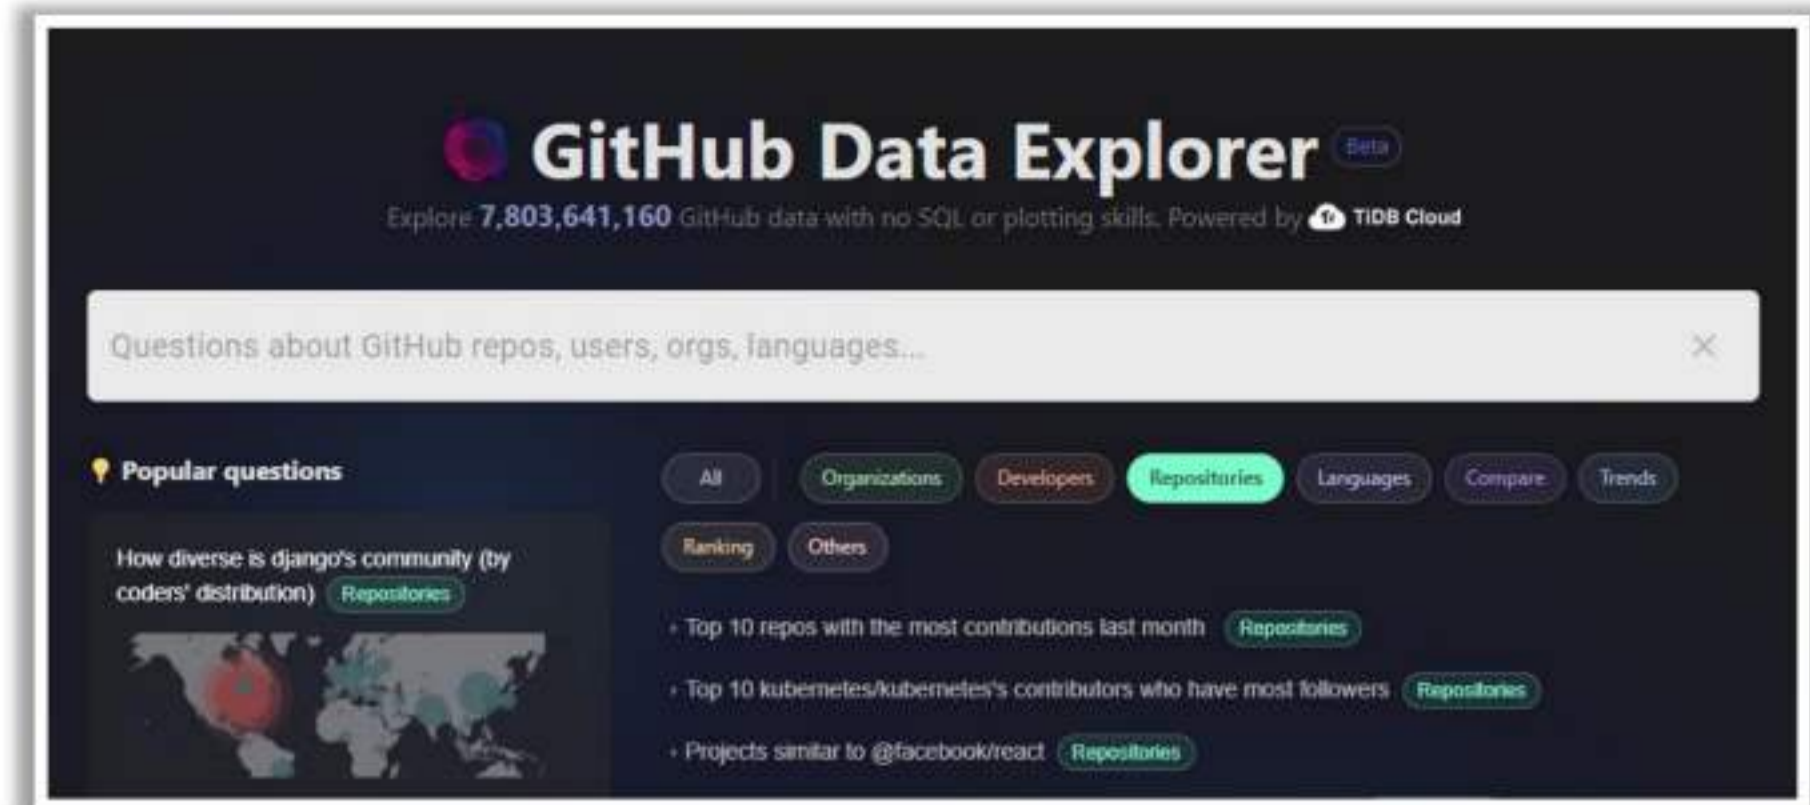 GitHub Data Explorer Beta
Explore 7,803,641,160 GitHub data with no SQL or plotting skills. Powered by TiDB Cloud
Questions about GitHub repos, users, orgs, languages...
Popular questions
How diverse is django's community (by
coders' distribution) Repositories
All Organizations Developers Repositories Languages Compare Trends
Ranking Others
Top 10 repos with the most contributions last month Repositories
Top 10 kubernetes/kubernetes's contributors who have most followers Repositories
Projects similar to @facebook/react Repositories